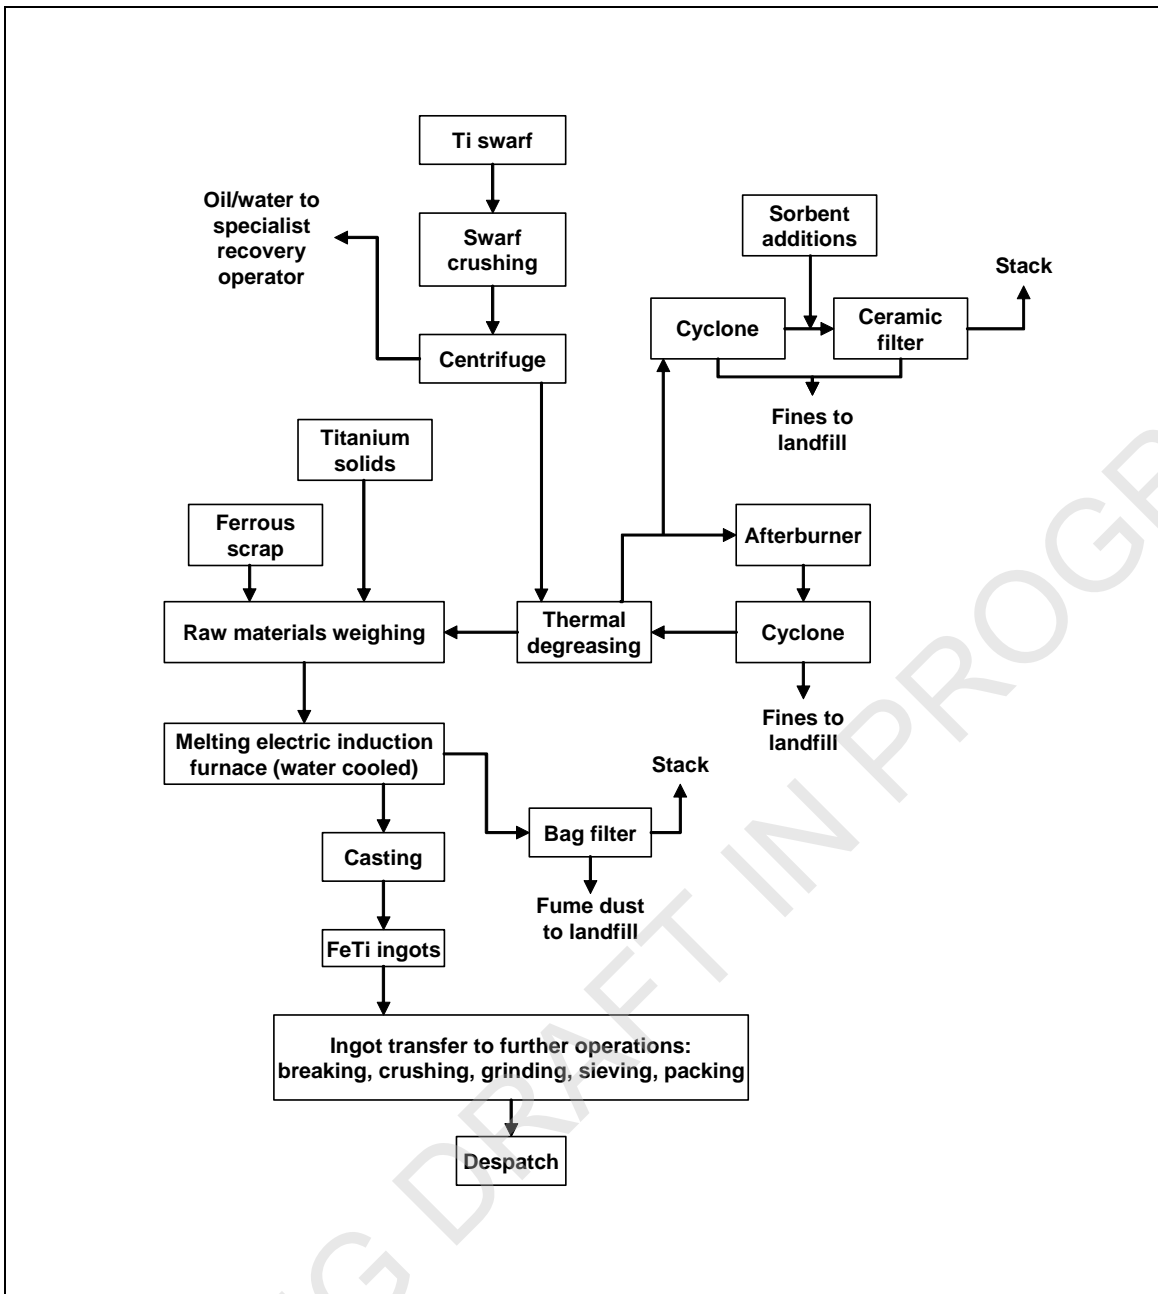 Ti swarf
Oil/water to
specialist
recovery
operator
Swarf
crushing
Sorbent
additions
Stack
Cyclone
Ceramic
filter
Centrifuge
Fines to
landfill
Titanium
solids
Ferrous
scrap
Afterburner
Raw materials weighing
Thermal
degreasing
Cyclone
Fines to
landfill
Melting electric induction
furnace (water cooled)
Stack
Bag filter
Casting
Fume dust
to landfill
FeTi ingots
Ingot transfer to further operations:
breaking, crushing, grinding, sieving, packing
Despatch
G DRAFT IN PROGR